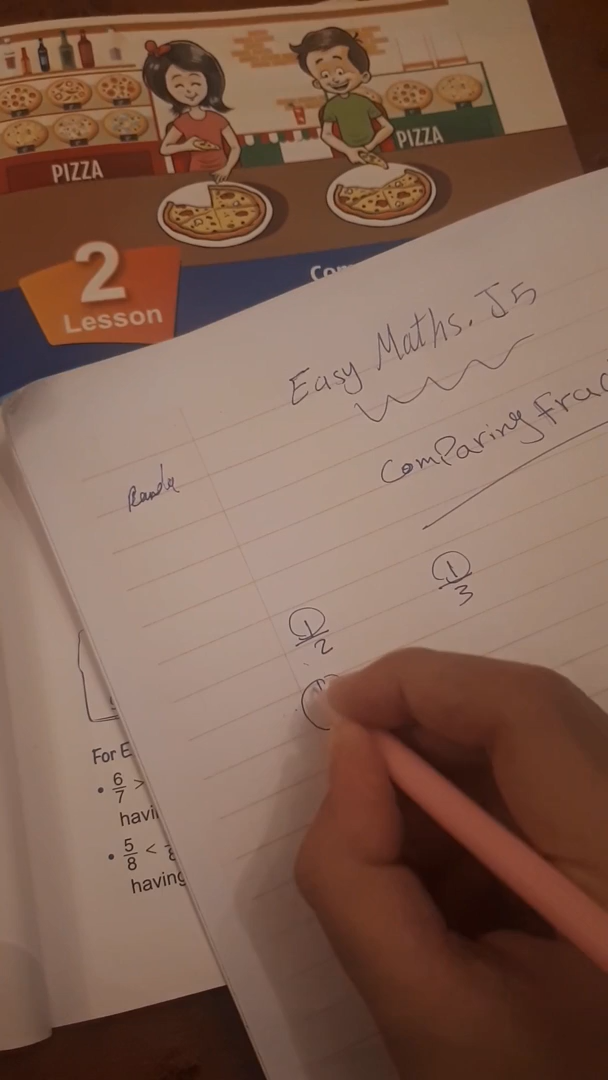 PIZZA
PIZZA
2
Lesson
Easy Maths. J5
Comparing Frac
1/2
1/3
For E
• 6/7 >
havi
• 5/8 <
having